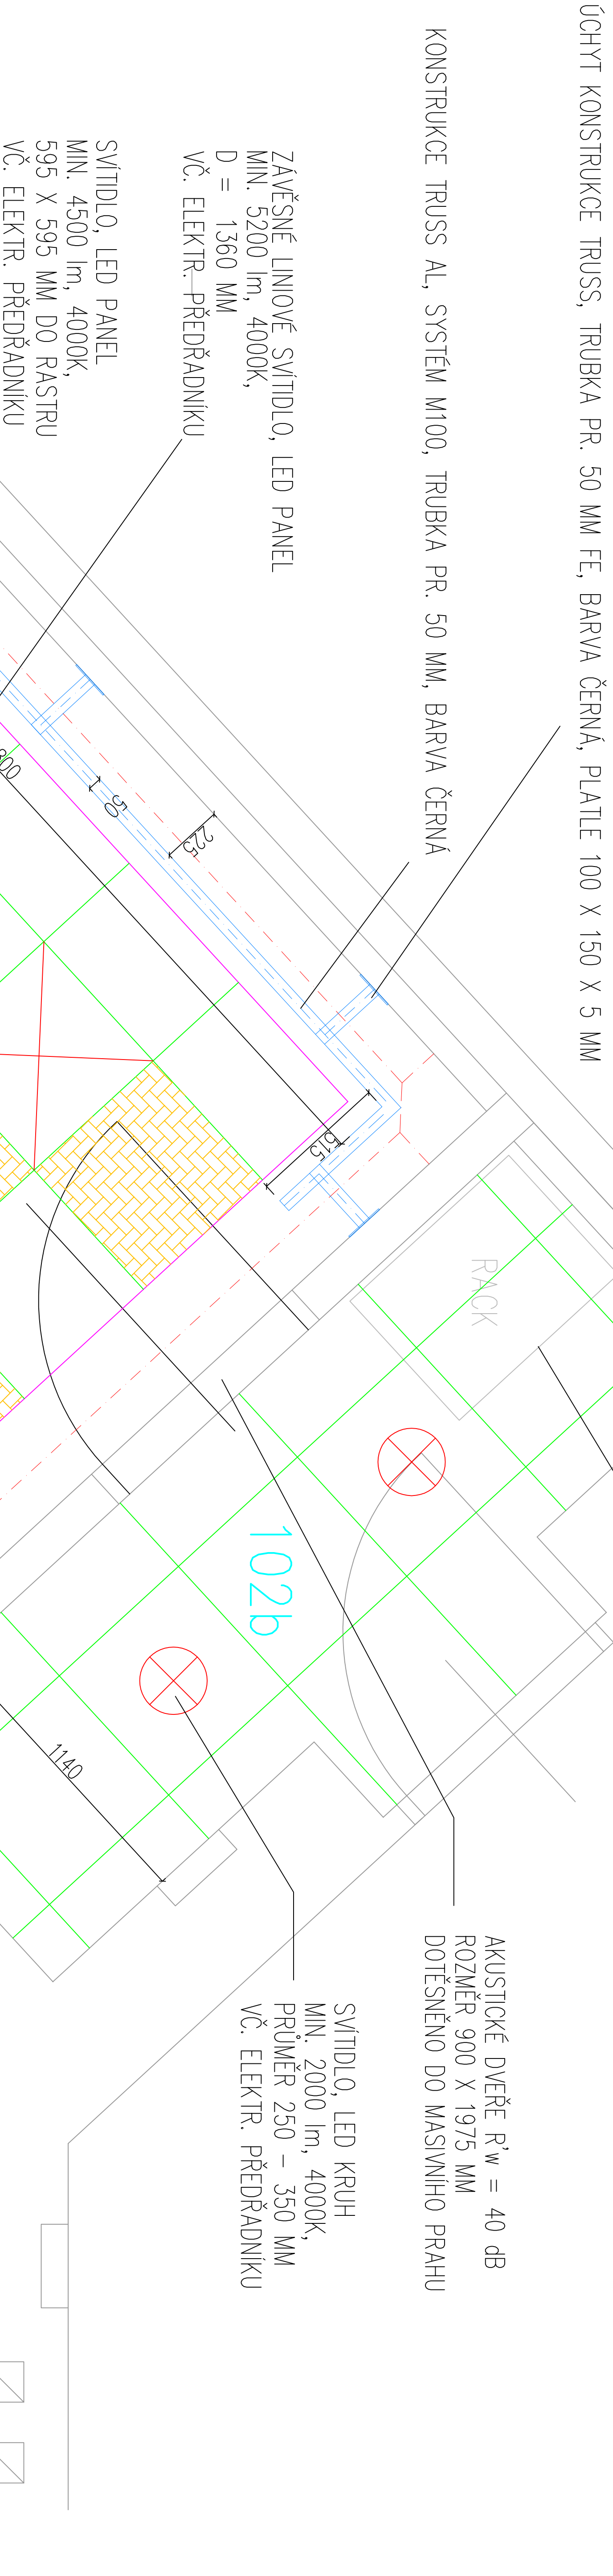 ÚCHYT KONSTRUKCE TRUSS, TRUBKA PR. 50 MM FE, BARVA ČERNÁ, PLATLE 100 X 150 X 5 MM
KONSTRUKCE TRUSS AL, SYSTÉM M100, TRUBKA PR. 50 MM, BARVA ČERNÁ
ZÁVĚSNÉ LINIOVÉ SVÍTIDLO, LED PANEL
MIN. 5200 lm, 4000K,
D = 1360 MM
VČ. ELEKTR. PŘEDŘADNÍKU
SVÍTIDLO, LED PANEL
MIN. 4500 lm, 4000K,
595 X 595 MM DO RASTRU
VČ. ELEKTR. PŘEDŘADNÍKU
50
225
515
RACK
102b
1140
AKUSTICKÉ DVEŘE R'w = 40 dB
ROZMĚR 900 X 1975 MM
DOTĚSNĚNO DO MASIVNÍHO PRAHU
SVÍTIDLO, LED KRUH
MIN. 2000 lm, 4000K,
PRŮMĚR 250 – 350 MM
VČ. ELEKTR. PŘEDŘADNÍKU